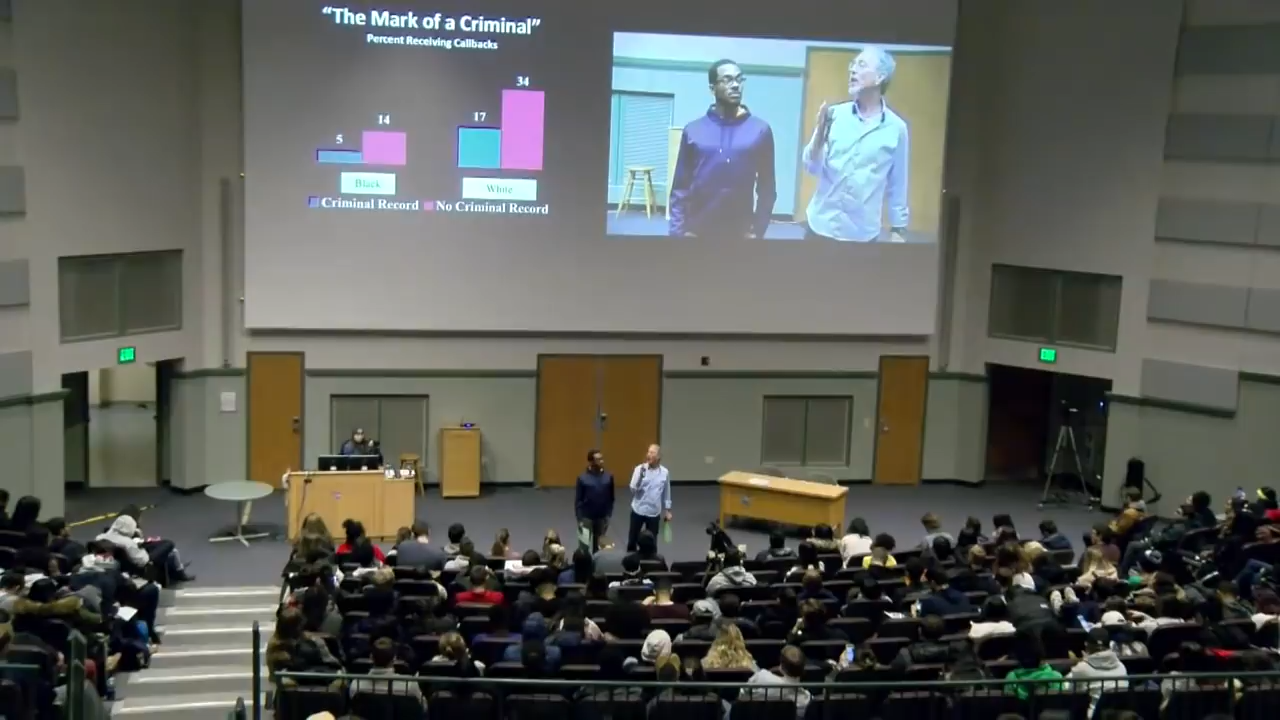 “The Mark of a Criminal”
Percent Receiving Callbacks
34
17
14
5
Black
White
Criminal Record No Criminal Record